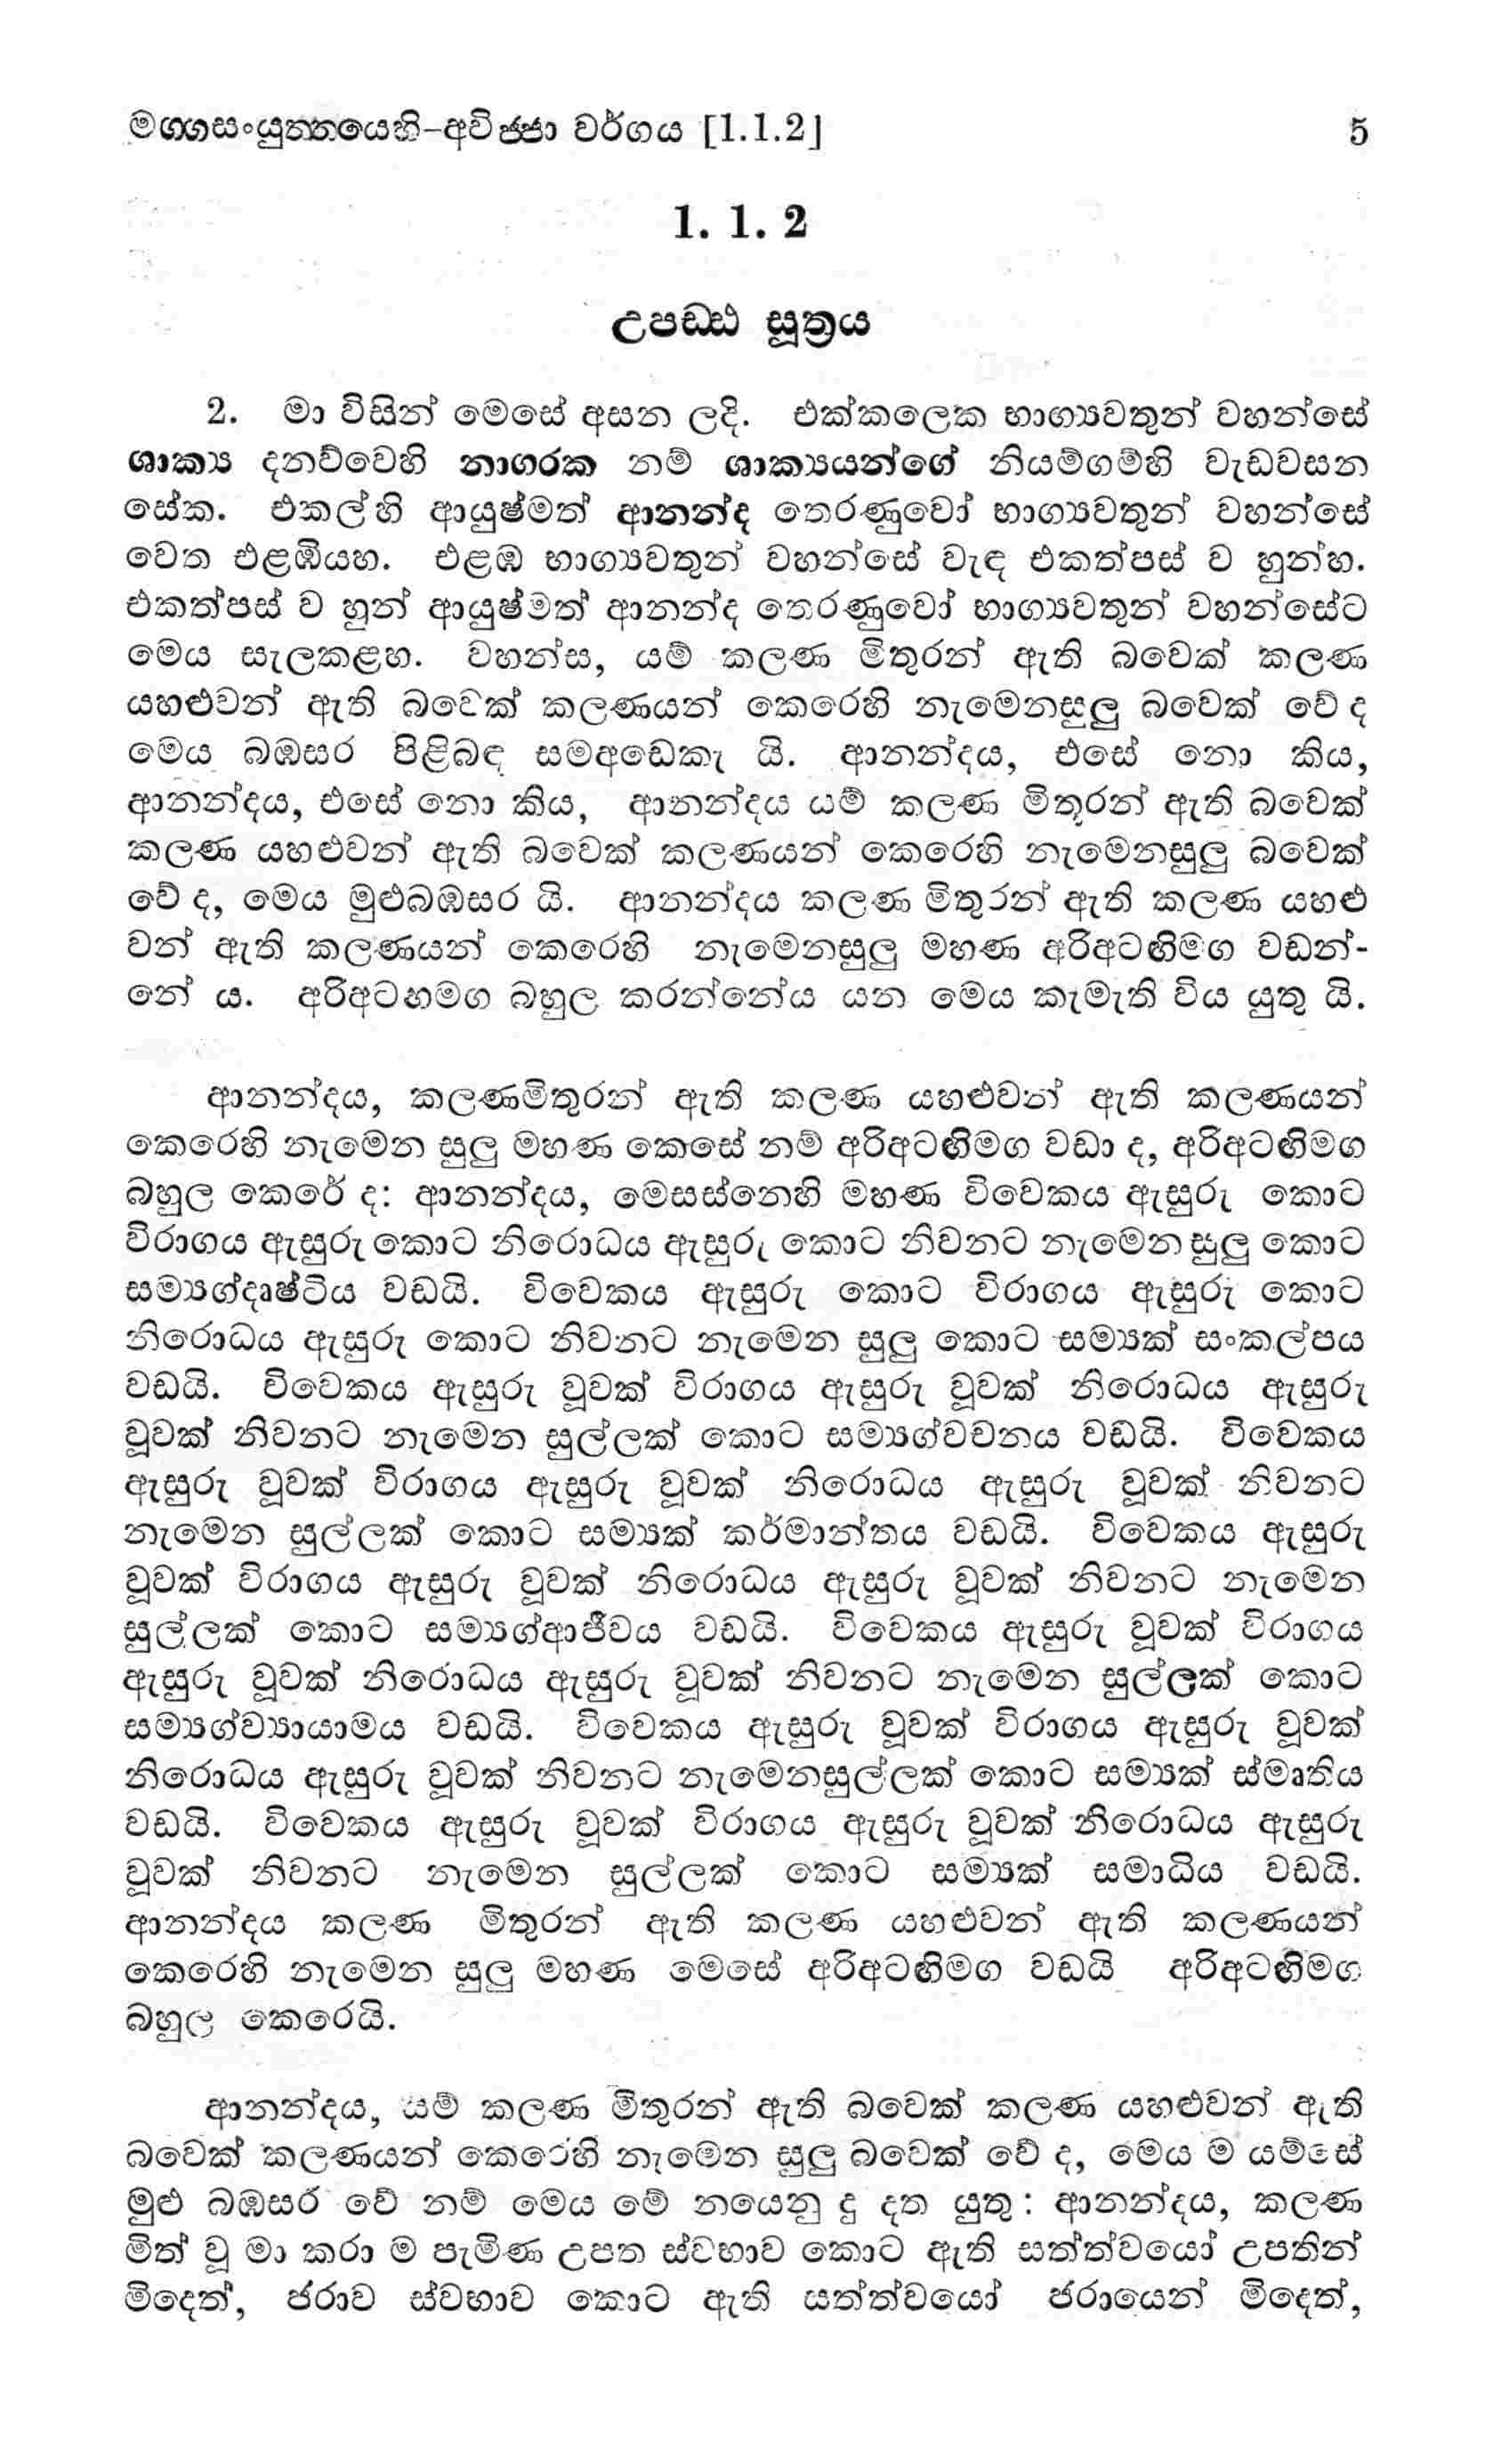 මග්ගසංයුත්තයෙහි-අවිජ්ජා වර්ගය [1.1.2] 5
1. 1. 2
උපඩ්ඪ සූත්‍රය
2. මා විසින් මෙසේ අසන ලදි. එක්කලෙක භාග්‍යවතුන් වහන්සේ
ශාක්‍ය දනව්වෙහි නාගරක නම් ශාක්‍යයන්ගේ නියම්ගම්හි වැඩවසන
සේක. එකල්හි ආයුෂ්මත් ආනන්ද තෙරණුවෝ භාග්‍යවතුන් වහන්සේ
වෙත එළඹියහ. එළඹ භාග්‍යවතුන් වහන්සේ වැඳ එකත්පස් ව හුන්හ.
එකත්පස් ව හුන් ආයුෂ්මත් ආනන්ද තෙරණුවෝ භාග්‍යවතුන් වහන්සේට
මෙය සැලකළහ. වහන්ස, යම් කලණ මිතුරන් ඇති බවෙක් කලණ
යහළුවන් ඇති බවෙක් කලණයන් කෙරෙහි නැමෙනසුලු බවෙක් වේ ද
මෙය බඹසර පිළිබඳ සමඅඩෙකැ යි. ආනන්දය, එසේ නො කිය,
ආනන්දය, එසේ නො කිය, ආනන්දය යම් කලණ මිතූරන් ඇති බවෙක්
කලණ යහළුවන් ඇති බවෙක් කලණයන් කෙරෙහි නැමෙනසුලු බවෙක්
වේ ද, මෙය මුළුබඹසර යි. ආනන්දය කලණ මිතුරන් ඇති කලණ යහළු
වන් ඇති කලණයන් කෙරෙහි නැමෙනසුලු මහණ අරිඅටඟිමග වඩන්-
නේ ය. අරිඅටඟමග බහුල කරන්නේය යන මෙය කැමැති විය යුතු යි.
ආනන්දය, කලණමිතුරන් ඇති කලණ යහළුවන් ඇති කලණයන්
කෙරෙහි නැමෙන සුලු මහණ කෙසේ නම් අරිඅටඟිමග වඩා ද, අරිඅටඟිමග
බහුල කෙරේ ද: ආනන්දය, මෙසස්නෙහි මහණ විවෙකය ඇසුරු කොට
විරාගය ඇසුරු කොට නිරොධය ඇසුරු කොට නිවනට නැමෙන සුලු කොට
සම්‍යග්දෘෂ්ටිය වඩයි. විවෙකය ඇසුරු කොට විරාගය ඇසුරු කොට
නිරොධය ඇසුරු කොට නිවනට නැමෙන සුලු කොට සම්‍යක් සංකල්පය
වඩයි. විවෙකය ඇසුරු වූවක් විරාගය ඇසුරු වූවක් නිරොධය ඇසුරු
වූවක් නිවනට නැමෙන සුල්ලක් කොට සම්‍යග්වචනය වඩයි. විවෙකය
ඇසුරු වූවක් විරාගය ඇසුරු වූවක් නිරොධය ඇසුරු වූවක් නිවනට
නැමෙන සුල්ලක් කොට සම්‍යක් කර්මාන්තය වඩයි. විවෙකය ඇසුරු
වූවක් විරාගය ඇසුරු වූවක් නිරොධය ඇසුරු වූවක් නිවනට නැමෙන
සුල්ලක් කොට සම්‍යග්ආජීවය වඩයි. විවෙකය ඇසුරු වූවක් විරාගය
ඇසුරු වූවක් නිරොධය ඇසුරු වූවක් නිවනට නැමෙන සුල්ලක් කොට
සම්‍යග්ව්‍යායාමය වඩයි. විවෙකය ඇසුරු වූවක් විරාගය ඇසුරු වූවක්
නිරොධය ඇසුරු වූවක් නිවනට නැමෙනසුල්ලක් කොට සම්‍යක් ස්මෘතිය
වඩයි. විවෙකය ඇසුරු වූවක් විරාගය ඇසුරු වූවක් නිරොධය ඇසුරු
වූවක් නිවනට නැමෙන සුල්ලක් කොට සම්‍යක් සමාධිය වඩයි.
ආනන්දය කලණ මිතුරන් ඇති කලණ යහළුවන් ඇති කලණයන්
කෙරෙහි නැමෙන සුලු මහණ මෙසේ අරිඅටඟිමග වඩයි අරිඅටඟිමග
බහුල කෙරෙයි.
ආනන්දය, යම් කලණ මිතුරන් ඇති බවෙක් කලණ යහළුවන් ඇති
බවෙක් කලණයන් කෙරෙහි නැමෙන සුලු බවෙක් වේ ද, මෙය ම යම්සේ
මුළු බඹසර වේ නම් මෙය මේ නයෙනු දු දත යුතු: ආනන්දය, කලණ
මිත් වූ මා කරා ම පැමිණ උපත ස්වභාව කොට ඇති සත්ත්වයෝ උපතින්
මිදෙත්, ජරාව ස්වභාව කොට ඇති සත්ත්වයෝ ජරායෙන් මිදෙත්,